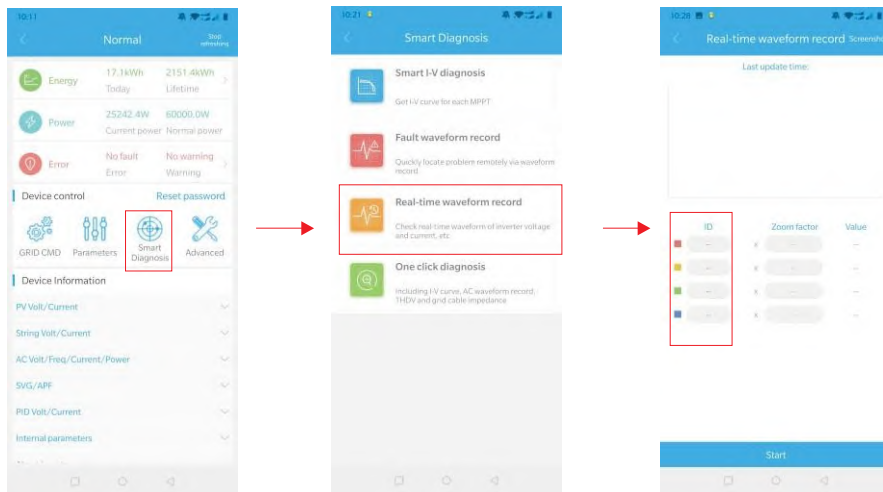 10:11
Normal
Stop
refreshing
Energy
17.1kWh
2151.4kWh
Today
Lifetime
Power
25242.4W
60000.0W
Current power
Normal power
Error
No fault
No warning
Error
Warning
Device control
Reset password
GRID CMD
Parameters
Smart
Diagnosis
Advanced
Device Information
PV Volt/Current
String Volt/Current
AC Volt/Freq/Current/Power
SVG/APF
PID Volt/Current
Internal parameters
10:21
Smart Diagnosis
Smart I-V diagnosis
Get I-V curve for each MPPT
Fault waveform record
Quickly locate problem remotely via waveform
record
Real-time waveform record
Check real-time waveform of inverter voltage
and current, etc
One click diagnosis
Including I-V curve, AC waveform record,
THDV and grid cable impedance
10:28
Real-time waveform record
Screensho
Last update time:
ID
Zoom factor
Value
-- x -- --
-- x -- --
-- x -- --
-- x -- --
Start